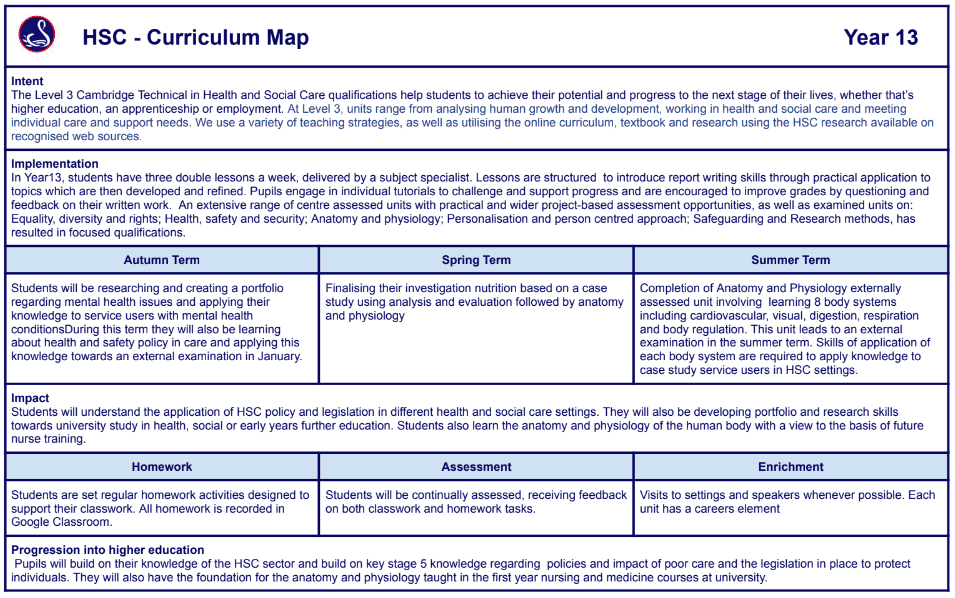 HSC - Curriculum Map
Year 13
Intent
The Level 3 Cambridge Technical in Health and Social Care qualifications help students to achieve their potential and progress to the next stage of their lives, whether that's
higher education, an apprenticeship or employment. At Level 3, units range from analysing human growth and development, working in health and social care and meeting
individual care and support needs. We use a variety of teaching strategies, as well as utilising the online curriculum, textbook and research using the HSC research available on
recognised web sources.
Implementation
In Year13, students have three double lessons a week, delivered by a subject specialist. Lessons are structured to introduce report writing skills through practical application to
topics which are then developed and refined. Pupils engage in individual tutorials to challenge and support progress and are encouraged to improve grades by questioning and
feedback on their written work. An extensive range of centre assessed units with practical and wider project-based assessment opportunities, as well as examined units on:
Equality, diversity and rights; Health, safety and security; Anatomy and physiology; Personalisation and person centred approach; Safeguarding and Research methods, has
resulted in focused qualifications.
Autumn Term
Students will be researching and creating a portfolio
regarding mental health issues and applying their
knowledge to service users with mental health
conditionsDuring this term they will also be learning
about health and safety policy in care and applying this
knowledge towards an external examination in January.
Spring Term
Finalising their investigation nutrition based on a case
study using analysis and evaluation followed by anatomy
and physiology
Summer Term
Completion of Anatomy and Physiology externally
assessed unit involving learning 8 body systems
including cardiovascular, visual, digestion, respiration
and body regulation. This unit leads to an external
examination in the summer term. Skills of application of
each body system are required to apply knowledge to
case study service users in HSC settings.
Impact
Students will understand the application of HSC policy and legislation in different health and social care settings. They will also be developing portfolio and research skills
towards university study in health, social or early years further education. Students also learn the anatomy and physiology of the human body with a view to the basis of future
nurse training.
Homework
Students are set regular homework activities designed to
support their classwork. All homework is recorded in
Google Classroom.
Assessment
Students will be continually assessed, receiving feedback
on both classwork and homework tasks.
Enrichment
Visits to settings and speakers whenever possible. Each
unit has a careers element
Progression into higher education
Pupils will build on their knowledge of the HSC sector and build on key stage 5 knowledge regarding policies and impact of poor care and the legislation in place to protect
individuals. They will also have the foundation for the anatomy and physiology taught in the first year nursing and medicine courses at university.